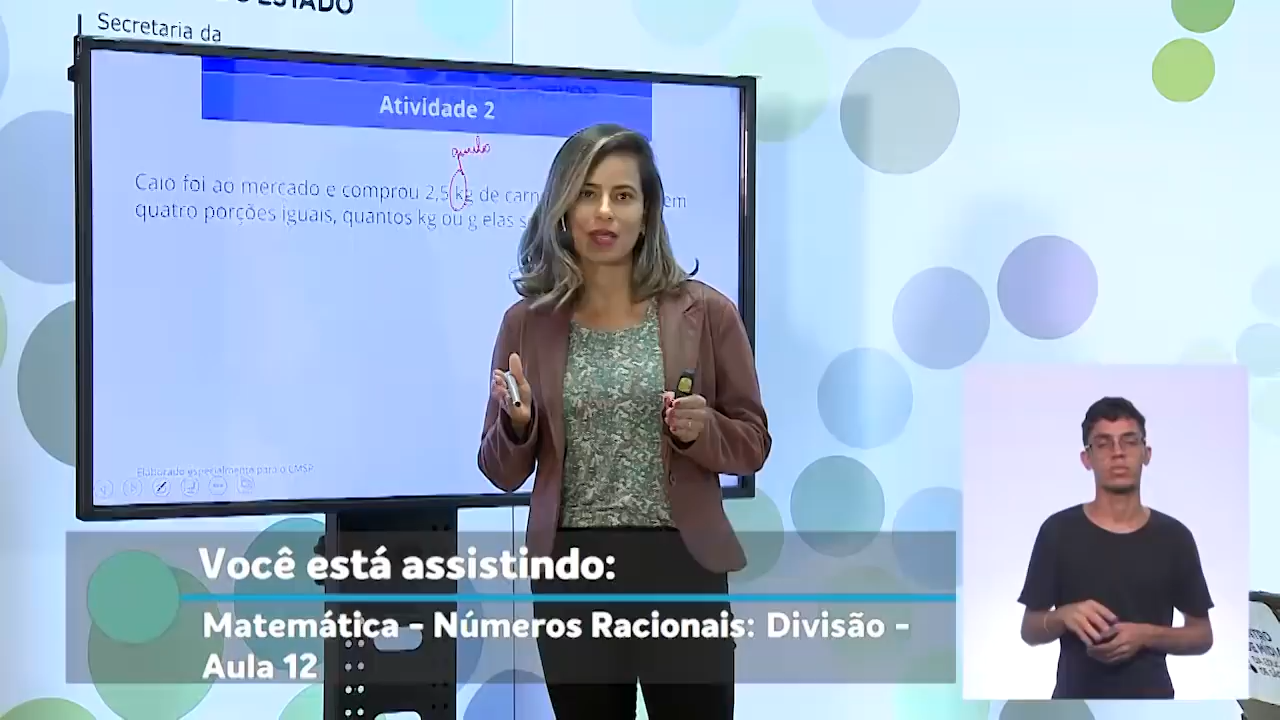 Secretaria da
Atividade 2
Caio foi ao mercado e comprou 2,5 kg de carn em
quatro porções iguais, quantos kg ou g elas s
Elaborado especialmente para o CMSP
Você está assistindo:
Matemática - Números Racionais: Divisão -
Aula 12